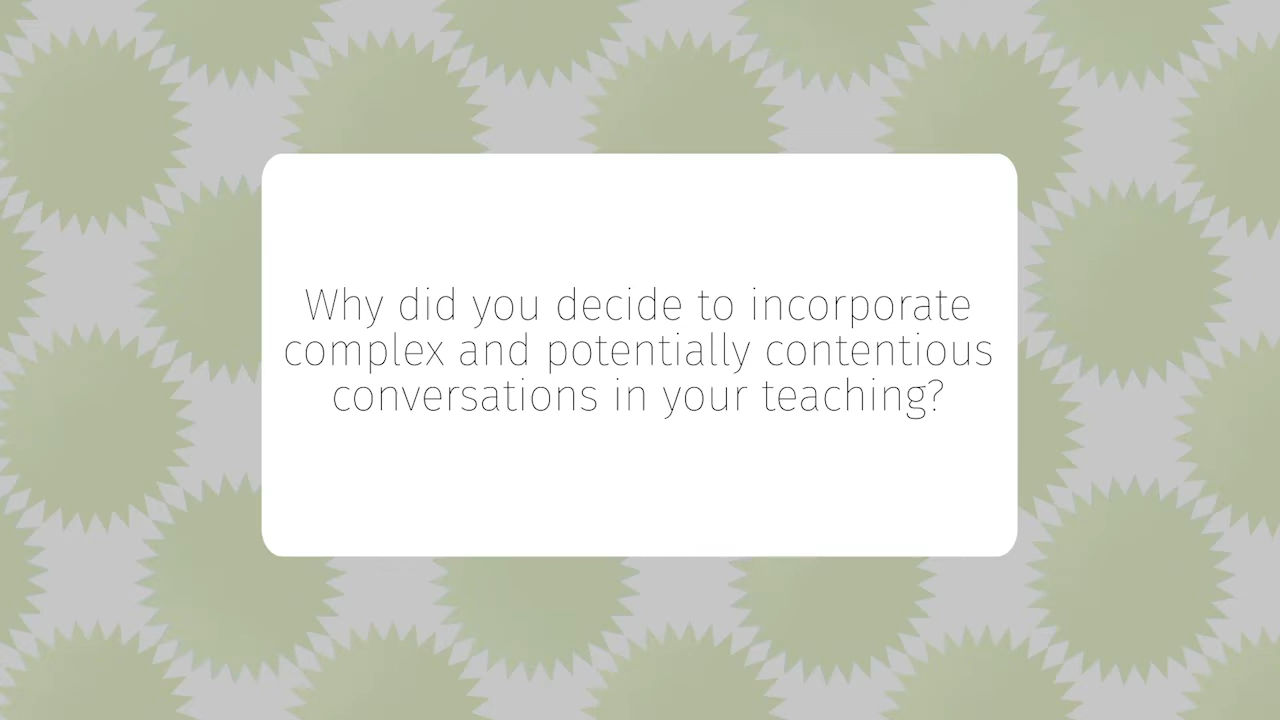 Why did you decide to incorporate
complex and potentially contentious
conversations in your teaching?